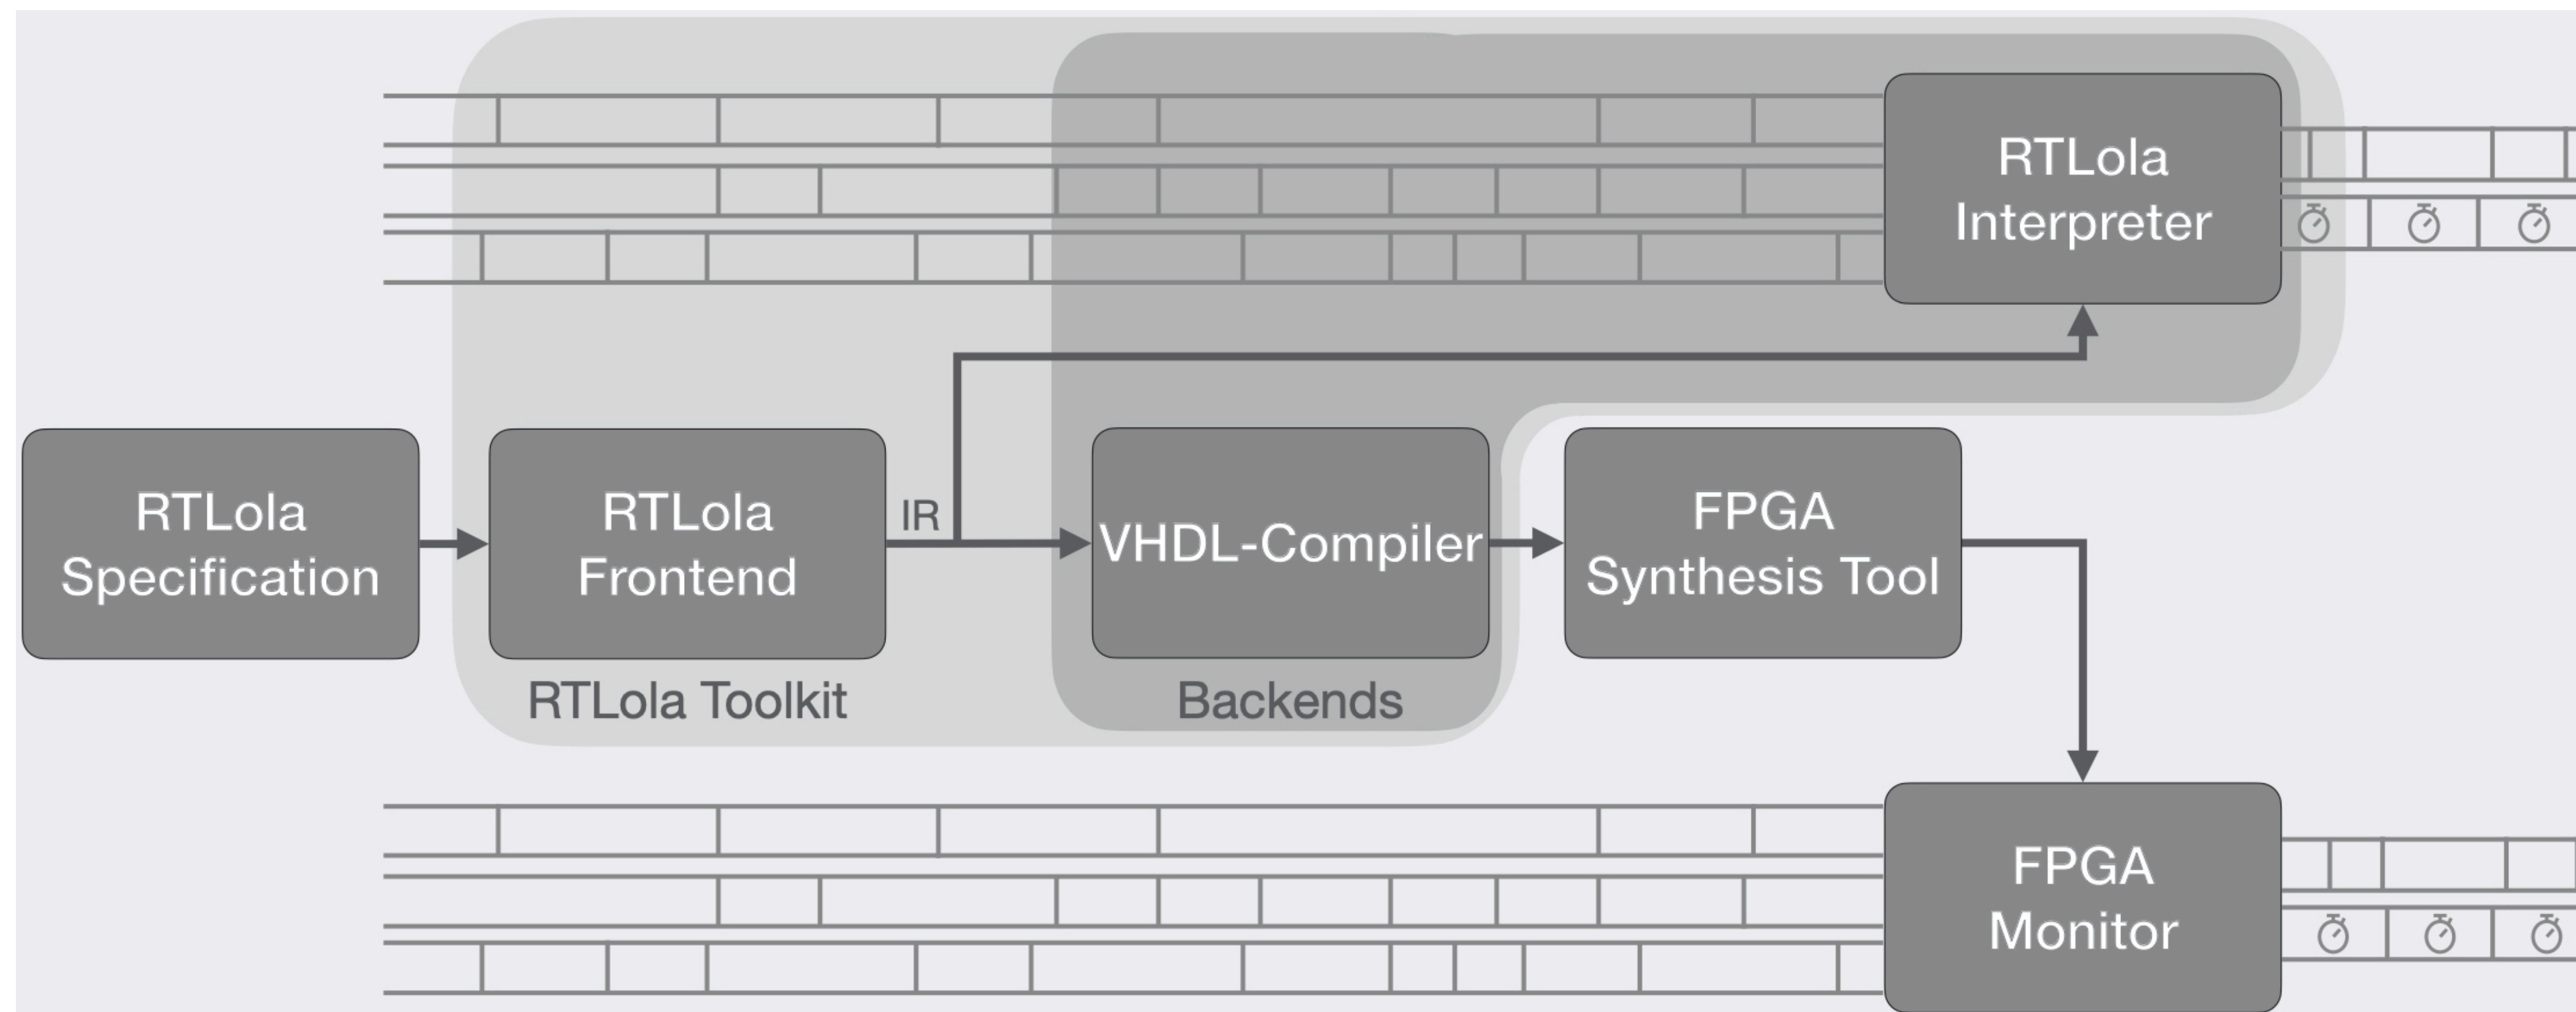 RTLola
Interpreter
RTLola
Specification
RTLola
Frontend
IR
VHDL-Compiler
FPGA
Synthesis Tool
RTLola Toolkit
Backends
FPGA
Monitor